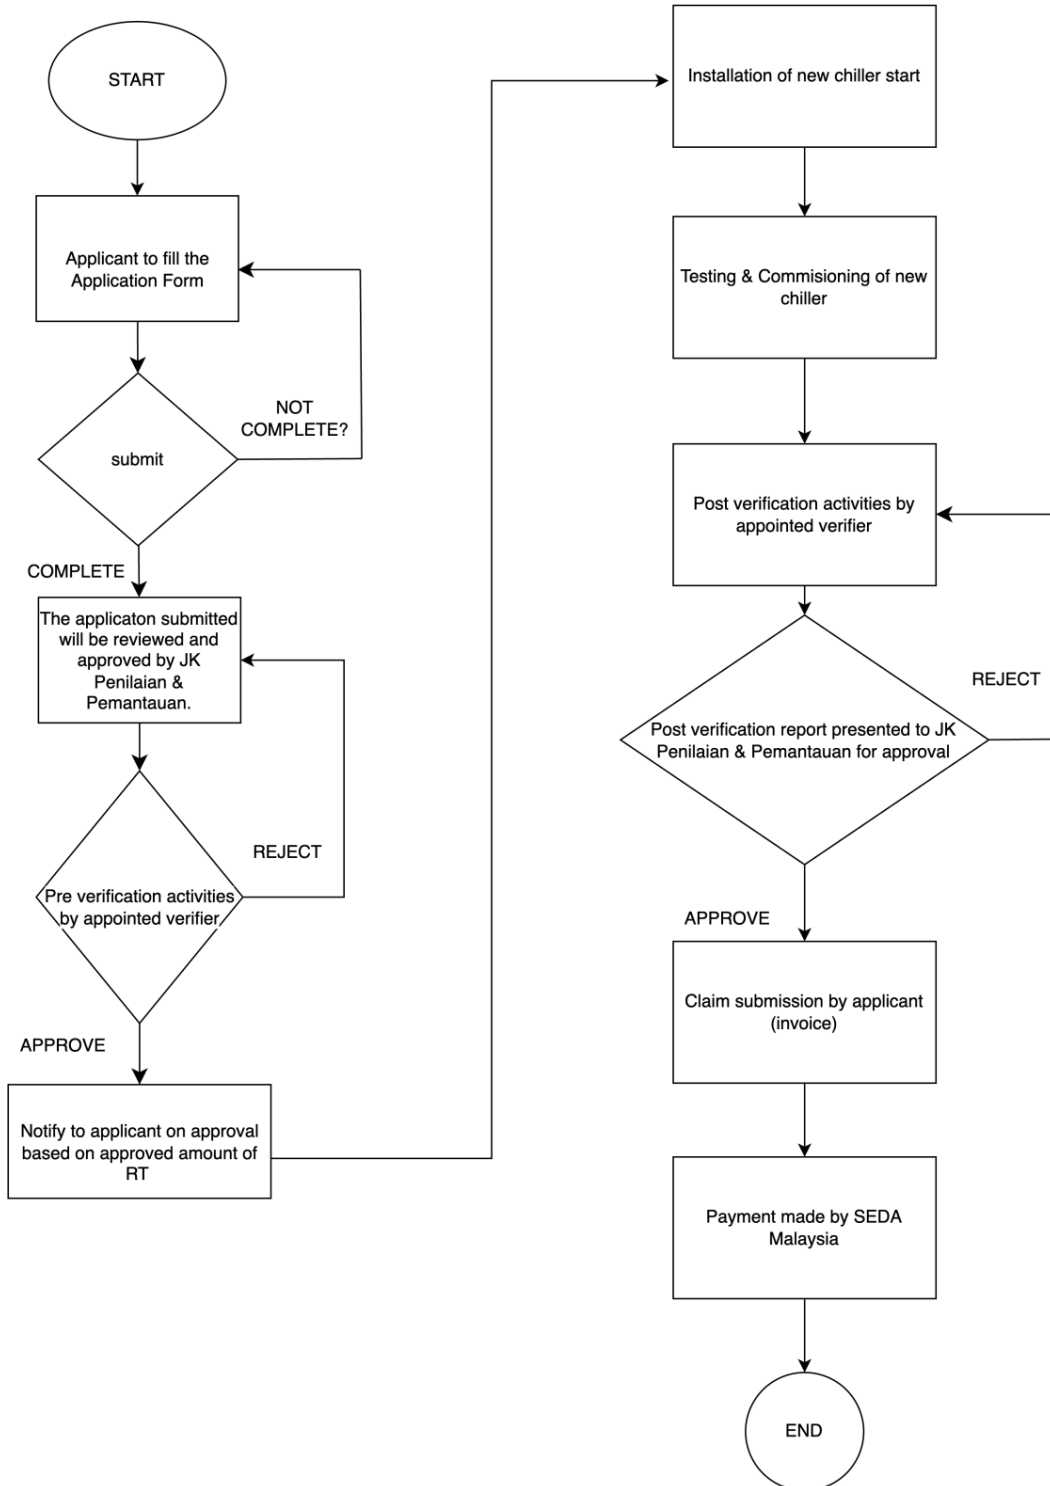 START
Applicant to fill the
Application Form
NOT
COMPLETE?
submit
COMPLETE
The applicaton submitted
will be reviewed and
approved by JK
Penilaian &
Pemantauan.
REJECT
Pre verification activities
by appointed verifier
APPROVE
Notify to applicant on approval
based on approved amount of
RT
Installation of new chiller start
Testing & Commisioning of new
chiller
Post verification activities by
appointed verifier
REJECT
Post verification report presented to JK
Penilaian & Pemantauan for approval
APPROVE
Claim submission by applicant
(invoice)
Payment made by SEDA
Malaysia
END